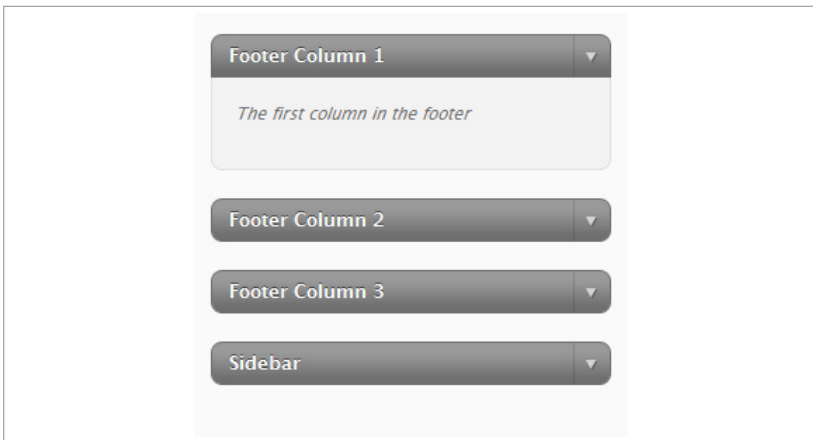 Footer Column 1
The first column in the footer
Footer Column 2
Footer Column 3
Sidebar